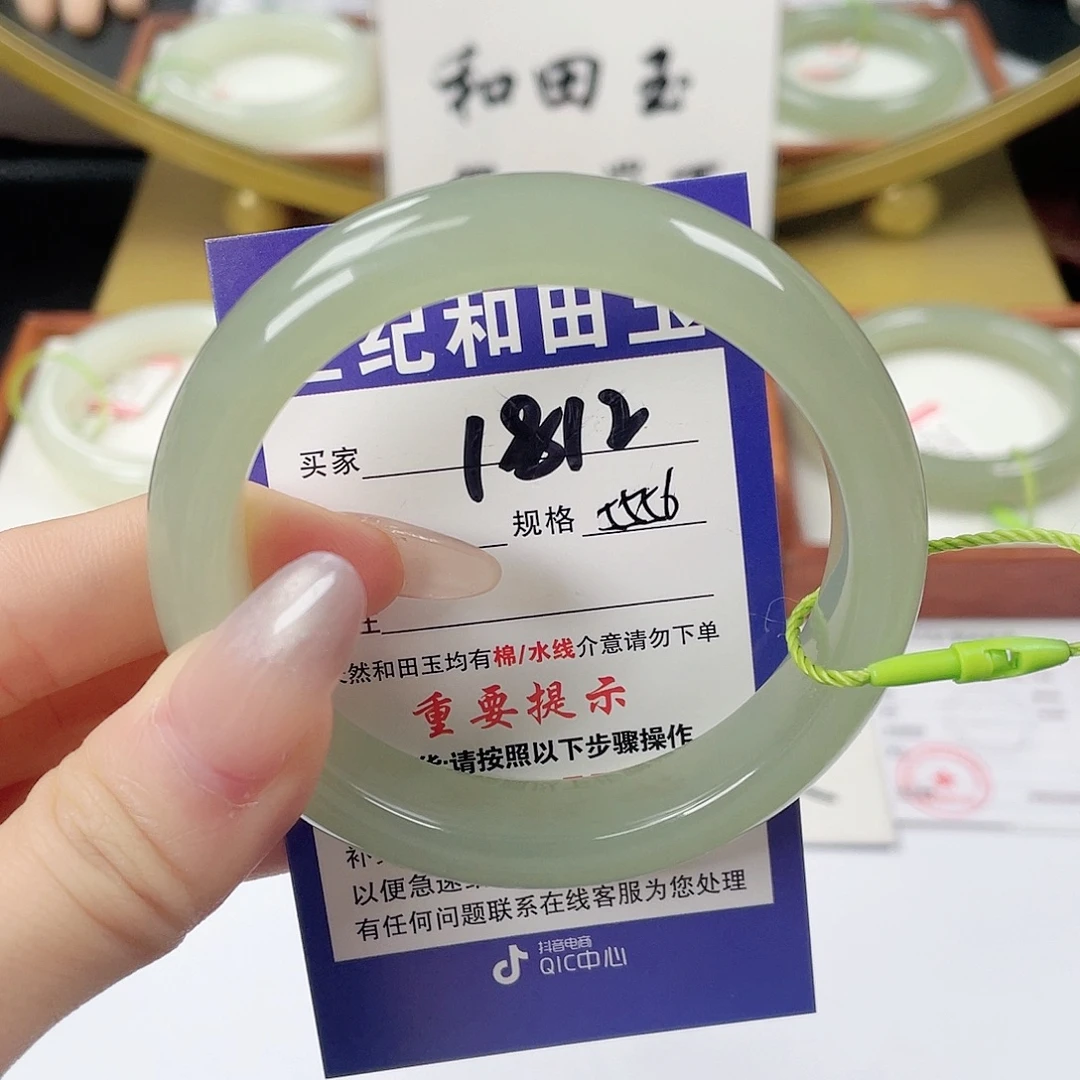 和田玉
纪和田玉
买家 1812
规格 5556
然和田玉均有棉/水线介意请勿下单
重要提示
请按照以下步骤操作
补
以便急速
有任何问题联系在线客服为您处理
抖音电商
QIC中心